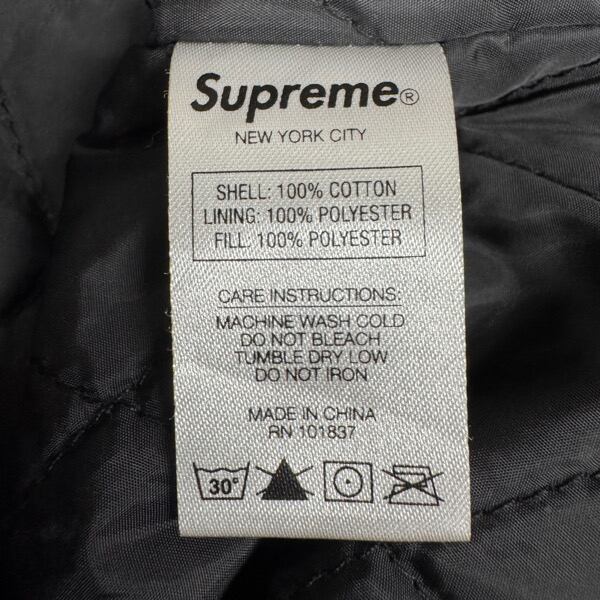 Supreme®
NEW YORK CITY
SHELL: 100% COTTON
LINING: 100% POLYESTER
FILL: 100% POLYESTER
CARE INSTRUCTIONS:
MACHINE WASH COLD
DO NOT BLEACH
TUMBLE DRY LOW
DO NOT IRON
MADE IN CHINA
RN 101837
30°